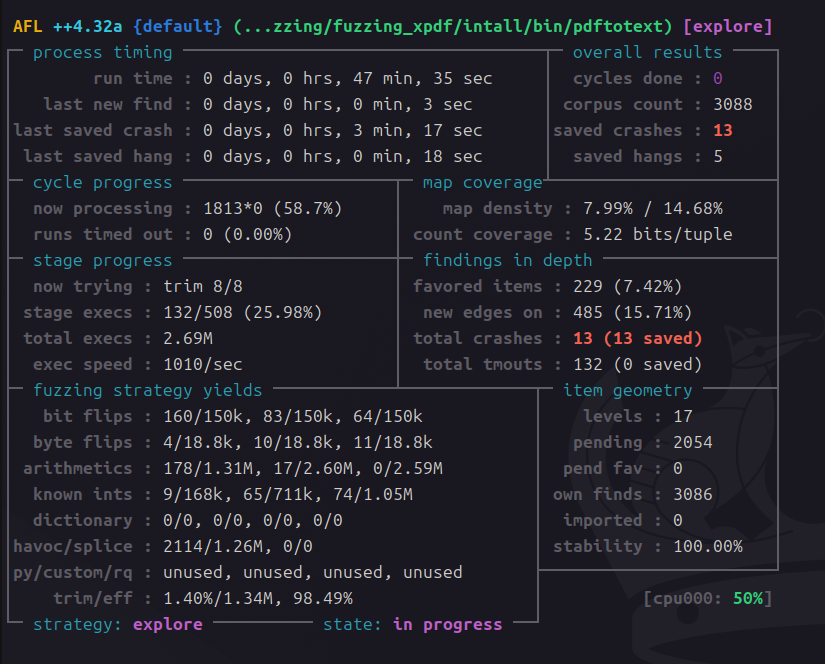 AFL ++4.32a {default} (...zzing/fuzzing_xpdf/intall/bin/pdftotext) [explore]
process timing overall results
run time : 0 days, 0 hrs, 47 min, 35 sec cycles done : 0
last new find : 0 days, 0 hrs, 0 min, 3 sec corpus count : 3088
last saved crash : 0 days, 0 hrs, 3 min, 17 sec saved crashes : 13
last saved hang : 0 days, 0 hrs, 0 min, 18 sec saved hangs : 5
cycle progress map coverage
now processing : 1813*0 (58.7%) map density : 7.99% / 14.68%
runs timed out : 0 (0.00%) count coverage : 5.22 bits/tuple
stage progress findings in depth
now trying : trim 8/8 favored items : 229 (7.42%)
stage execs : 132/508 (25.98%) new edges on : 485 (15.71%)
total execs : 2.69M total crashes : 13 (13 saved)
exec speed : 1010/sec total tmouts : 132 (0 saved)
fuzzing strategy yields item geometry
bit flips : 160/150k, 83/150k, 64/150k levels : 17
byte flips : 4/18.8k, 10/18.8k, 11/18.8k pending : 2054
arithmetics : 178/1.31M, 17/2.60M, 0/2.59M pend fav : 0
known ints : 9/168k, 65/711k, 74/1.05M own finds : 3086
dictionary : 0/0, 0/0, 0/0, 0/0 imported : 0
havoc/splice : 2114/1.26M, 0/0 stability : 100.00%
py/custom/rq : unused, unused, unused, unused
trim/eff : 1.40%/1.34M, 98.49% [cpu000: 50%]
strategy: explore state: in progress